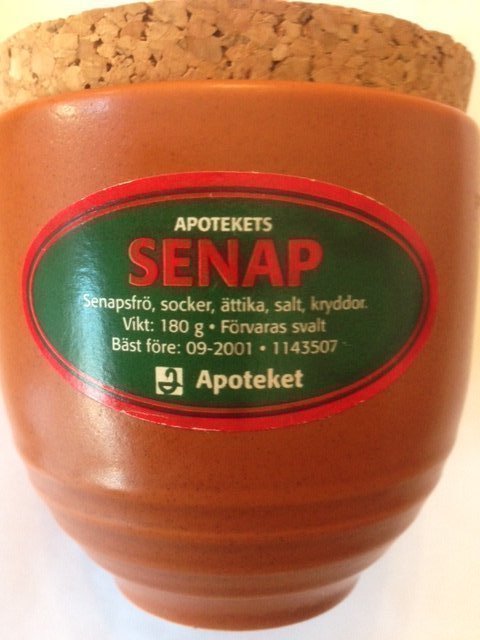 APOTEKETS
SENAP
Senapsfrö, socker, ättika, salt, kryddor.
Vikt: 180 g • Förvaras svalt
Bäst före: 09-2001 • 1143507
Apoteket